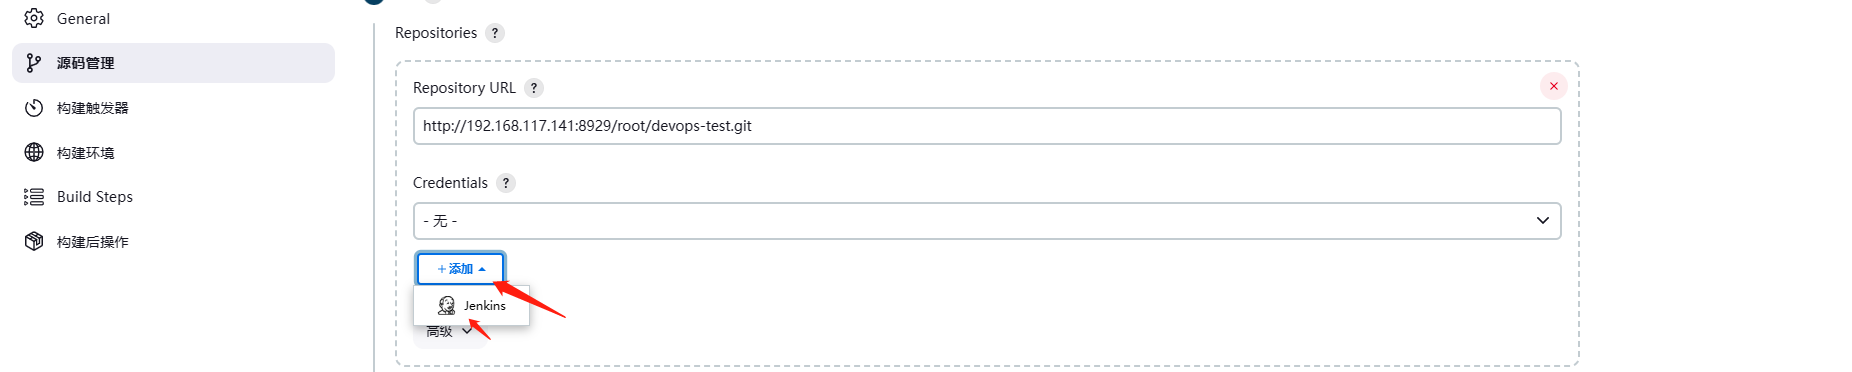 General
源码管理
构建触发器
构建环境
Build Steps
构建后操作
Repositories ?
Repository URL ?
http://192.168.117.141:8929/root/devops-test.git
Credentials ?
- 无 -
+添加
Jenkins
高级